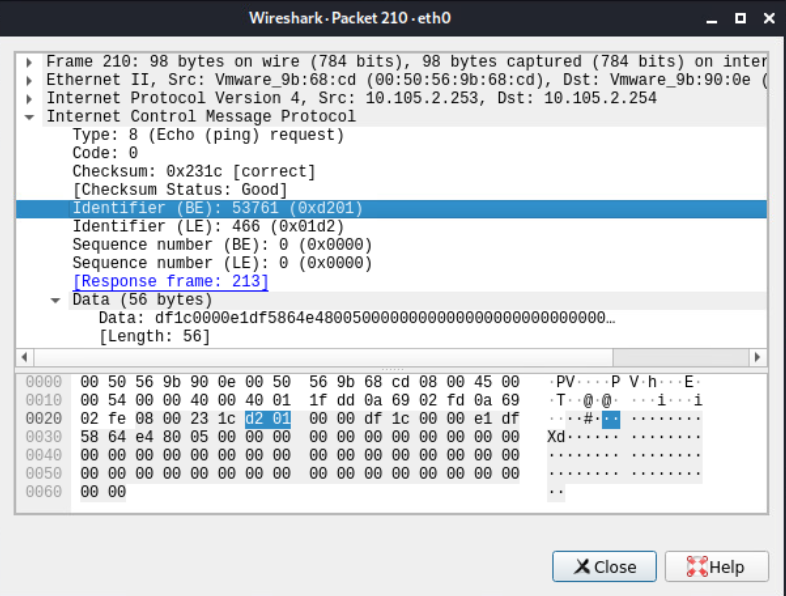 Wireshark · Packet 210 · eth0
Frame 210: 98 bytes on wire (784 bits), 98 bytes captured (784 bits) on inter
Ethernet II, Src: Vmware_9b:68:cd (00:50:56:9b:68:cd), Dst: Vmware_9b:90:0e (
Internet Protocol Version 4, Src: 10.105.2.253, Dst: 10.105.2.254
Internet Control Message Protocol
Type: 8 (Echo (ping) request)
Code: 0
Checksum: 0x231c [correct]
[Checksum Status: Good]
Identifier (BE): 53761 (0xd201)
Identifier (LE): 466 (0x01d2)
Sequence number (BE): 0 (0x0000)
Sequence number (LE): 0 (0x0000)
[Response frame: 213]
Data (56 bytes)
Data: df1c0000e1df5864e4800500000000000000000000000000…
[Length: 56]
0000 00 50 56 9b 90 0e 00 50 56 9b 68 cd 08 00 45 00 ·PV····P V·h···E·
0010 00 54 00 00 40 00 40 01 1f dd 0a 69 02 fd 0a 69 ·T··@·@· ···i···i
0020 02 fe 08 00 23 1c d2 01 00 00 df 1c 00 00 e1 df ····#··· ········
0030 58 64 e4 80 05 00 00 00 00 00 00 00 00 00 00 00 Xd······ ········
0040 00 00 00 00 00 00 00 00 00 00 00 00 00 00 00 00 ········ ········
0050 00 00 00 00 00 00 00 00 00 00 00 00 00 00 00 00 ········ ········
0060 00 00 ··
Close Help